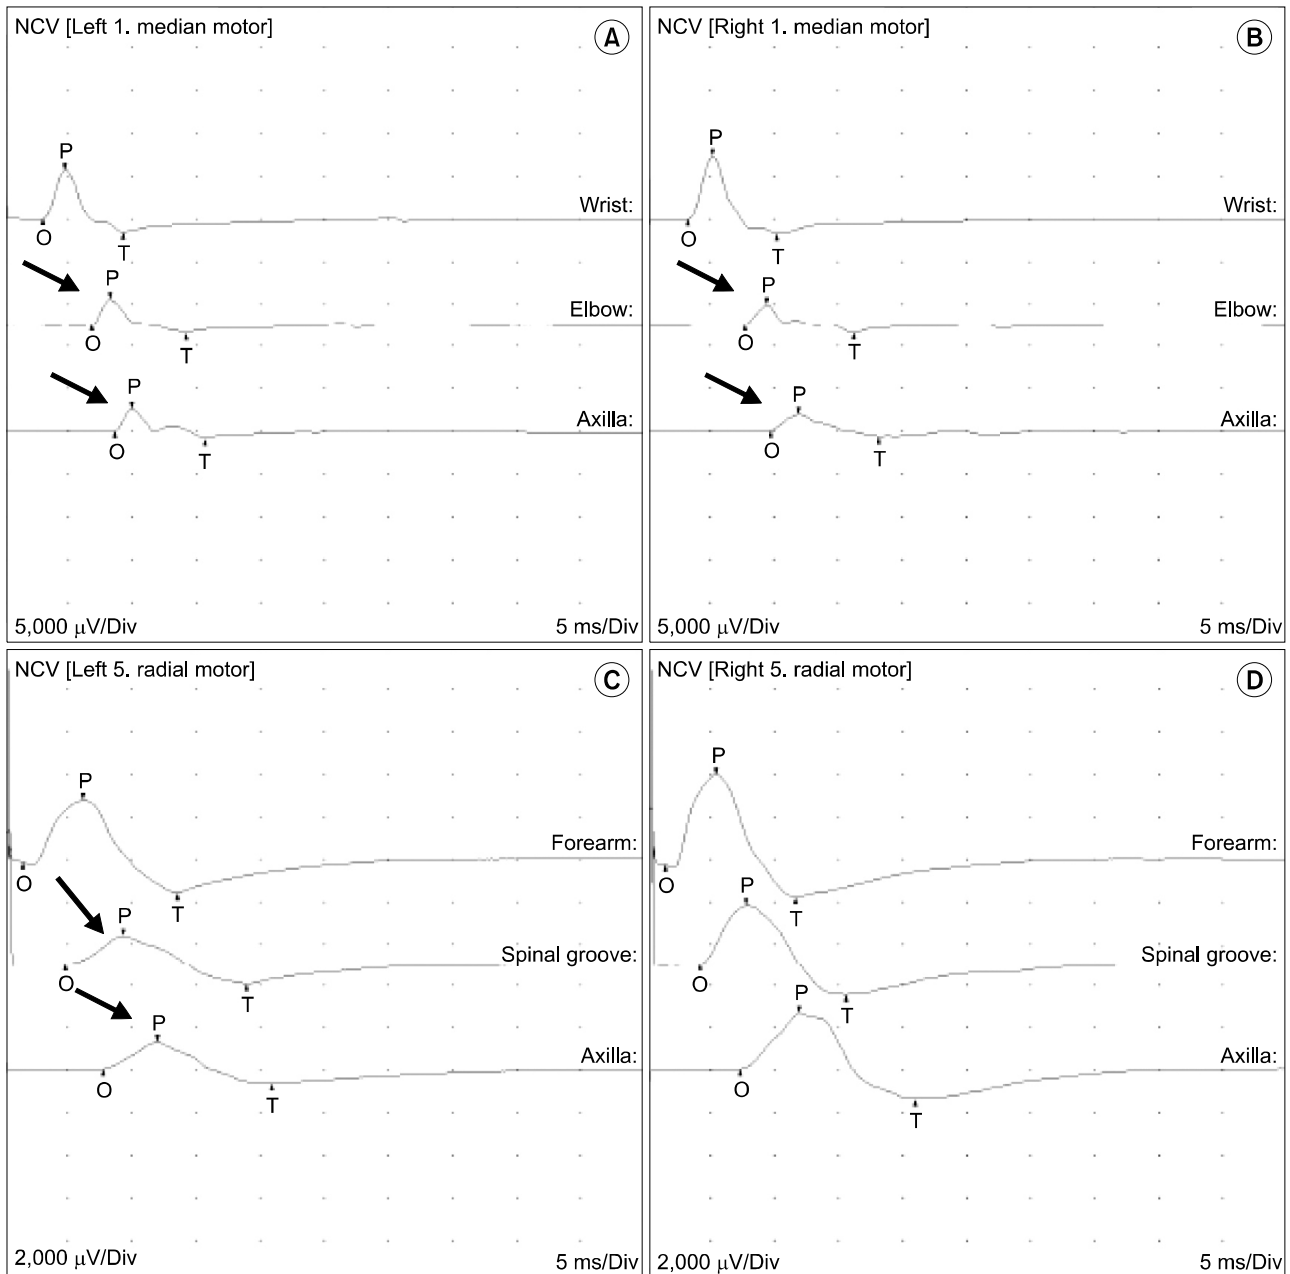 NCV [Left 1. median motor]
A
P
Wrist:
O
T
P
Elbow:
O
T
P
Axilla:
O
T
5,000 μV/Div
5 ms/Div
NCV [Right 1. median motor]
B
P
Wrist:
O
T
P
Elbow:
O
T
P
Axilla:
O
T
5,000 μV/Div
5 ms/Div
NCV [Left 5. radial motor]
C
P
Forearm:
O
T
P
Spinal groove:
O
T
P
Axilla:
O
T
2,000 μV/Div
5 ms/Div
NCV [Right 5. radial motor]
D
P
Forearm:
O
T
P
Spinal groove:
O
T
P
Axilla:
O
T
2,000 μV/Div
5 ms/Div